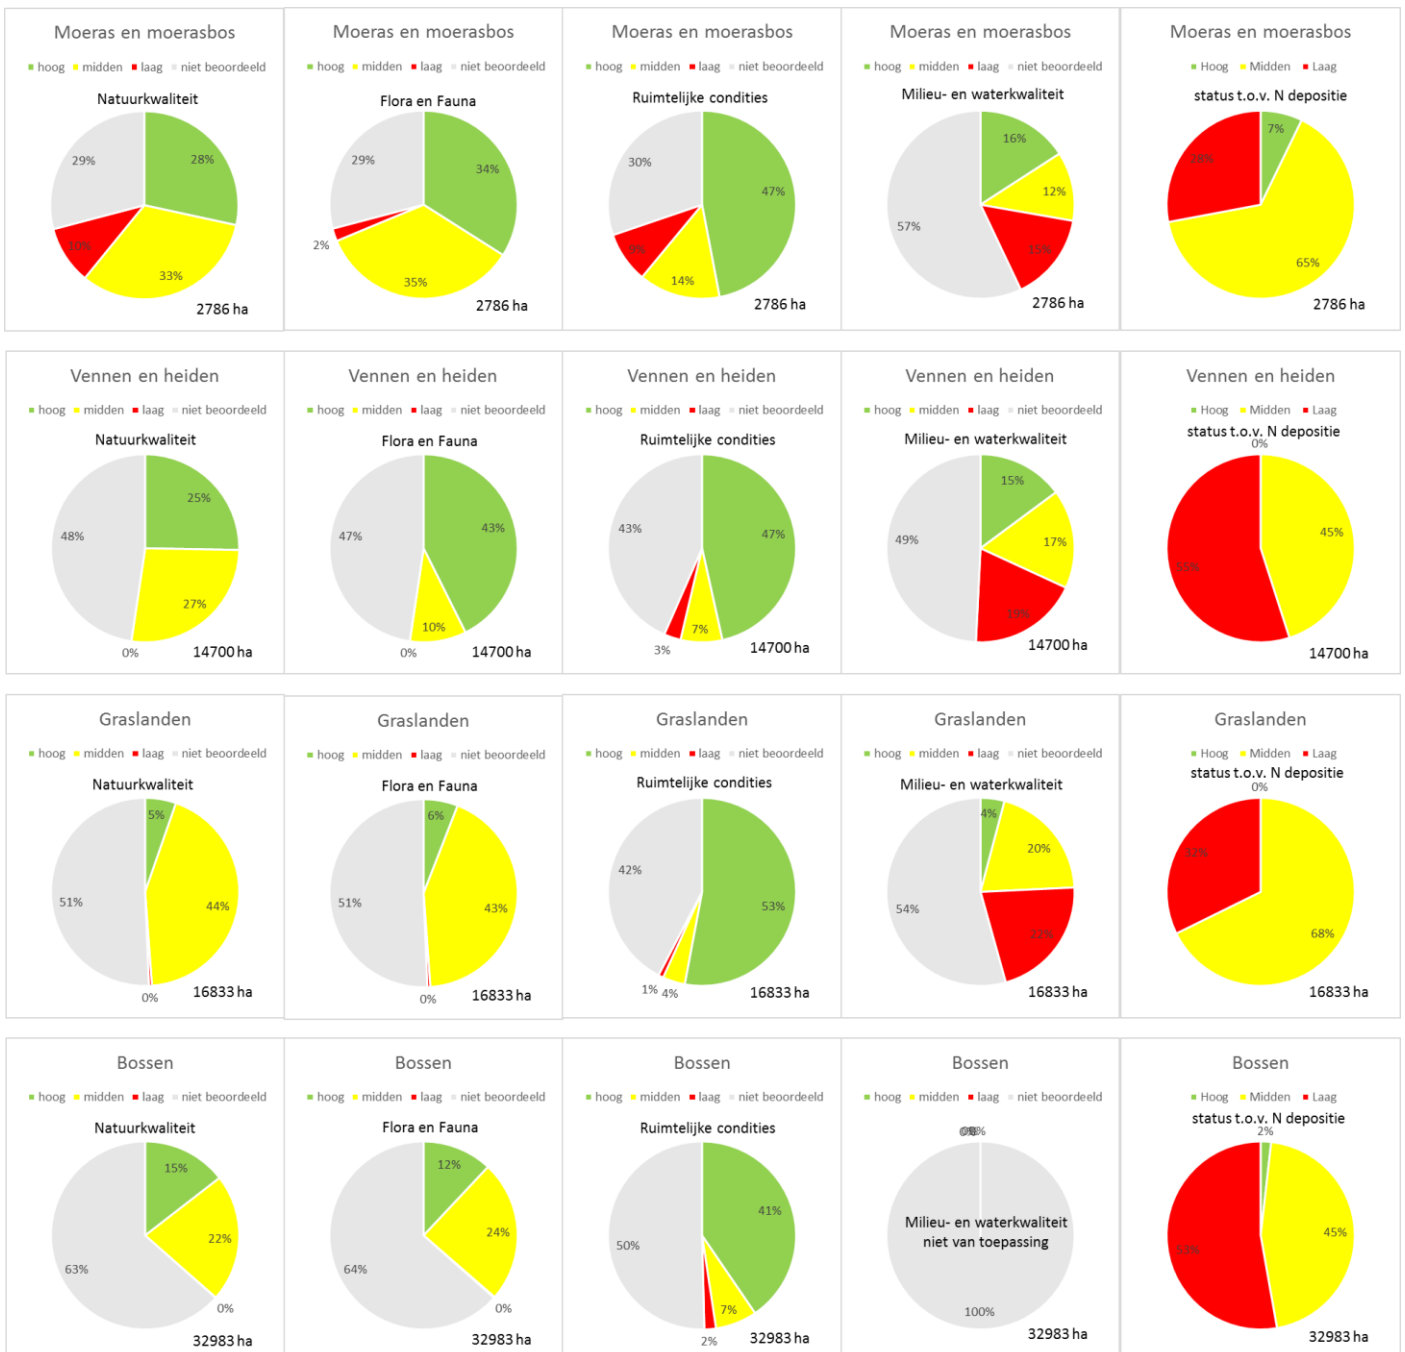 Moeras en moerasbos
hoog midden laag niet beoordeeld
Natuurkwaliteit
29%
28%
10%
33%
2786 ha
Moeras en moerasbos
hoog midden laag niet beoordeeld
Flora en Fauna
29%
34%
2%
35%
2786 ha
Moeras en moerasbos
hoog midden laag niet beoordeeld
Ruimtelijke condities
30%
47%
9%
14%
2786 ha
Moeras en moerasbos
hoog midden laag niet beoordeeld
Milieu- en waterkwaliteit
16%
12%
57%
15%
2786 ha
Moeras en moerasbos
Hoog Midden Laag
status t.o.v. N depositie
7%
28%
65%
2786 ha
Vennen en heiden
hoog midden laag niet beoordeeld
Natuurkwaliteit
25%
48%
27%
0%
14700 ha
Vennen en heiden
hoog midden laag niet beoordeeld
Flora en Fauna
43%
47%
10%
0%
14700 ha
Vennen en heiden
hoog midden laag niet beoordeeld
Ruimtelijke condities
43%
47%
7%
3%
14700 ha
Vennen en heiden
hoog midden laag niet beoordeeld
Milieu- en waterkwaliteit
15%
49%
17%
19%
14700 ha
Vennen en heiden
Hoog Midden Laag
status t.o.v. N depositie
0%
45%
55%
14700 ha
Graslanden
hoog midden laag niet beoordeeld
Natuurkwaliteit
5%
51%
44%
0%
16833 ha
Graslanden
hoog midden laag niet beoordeeld
Flora en Fauna
6%
51%
43%
0%
16833 ha
Graslanden
hoog midden laag niet beoordeeld
Ruimtelijke condities
42%
53%
1%
4%
16833 ha
Graslanden
hoog midden laag niet beoordeeld
Milieu- en waterkwaliteit
4%
20%
54%
22%
16833 ha
Graslanden
Hoog Midden Laag
status t.o.v. N depositie
0%
32%
68%
16833 ha
Bossen
hoog midden laag niet beoordeeld
Natuurkwaliteit
15%
22%
63%
0%
32983 ha
Bossen
hoog midden laag niet beoordeeld
Flora en Fauna
12%
24%
64%
0%
32983 ha
Bossen
hoog midden laag niet beoordeeld
Ruimtelijke condities
41%
50%
7%
2%
32983 ha
Bossen
hoog midden laag niet beoordeeld
Milieu- en waterkwaliteit
niet van toepassing
100%
32983 ha
Bossen
Hoog Midden Laag
status t.o.v. N depositie
2%
45%
32983 ha